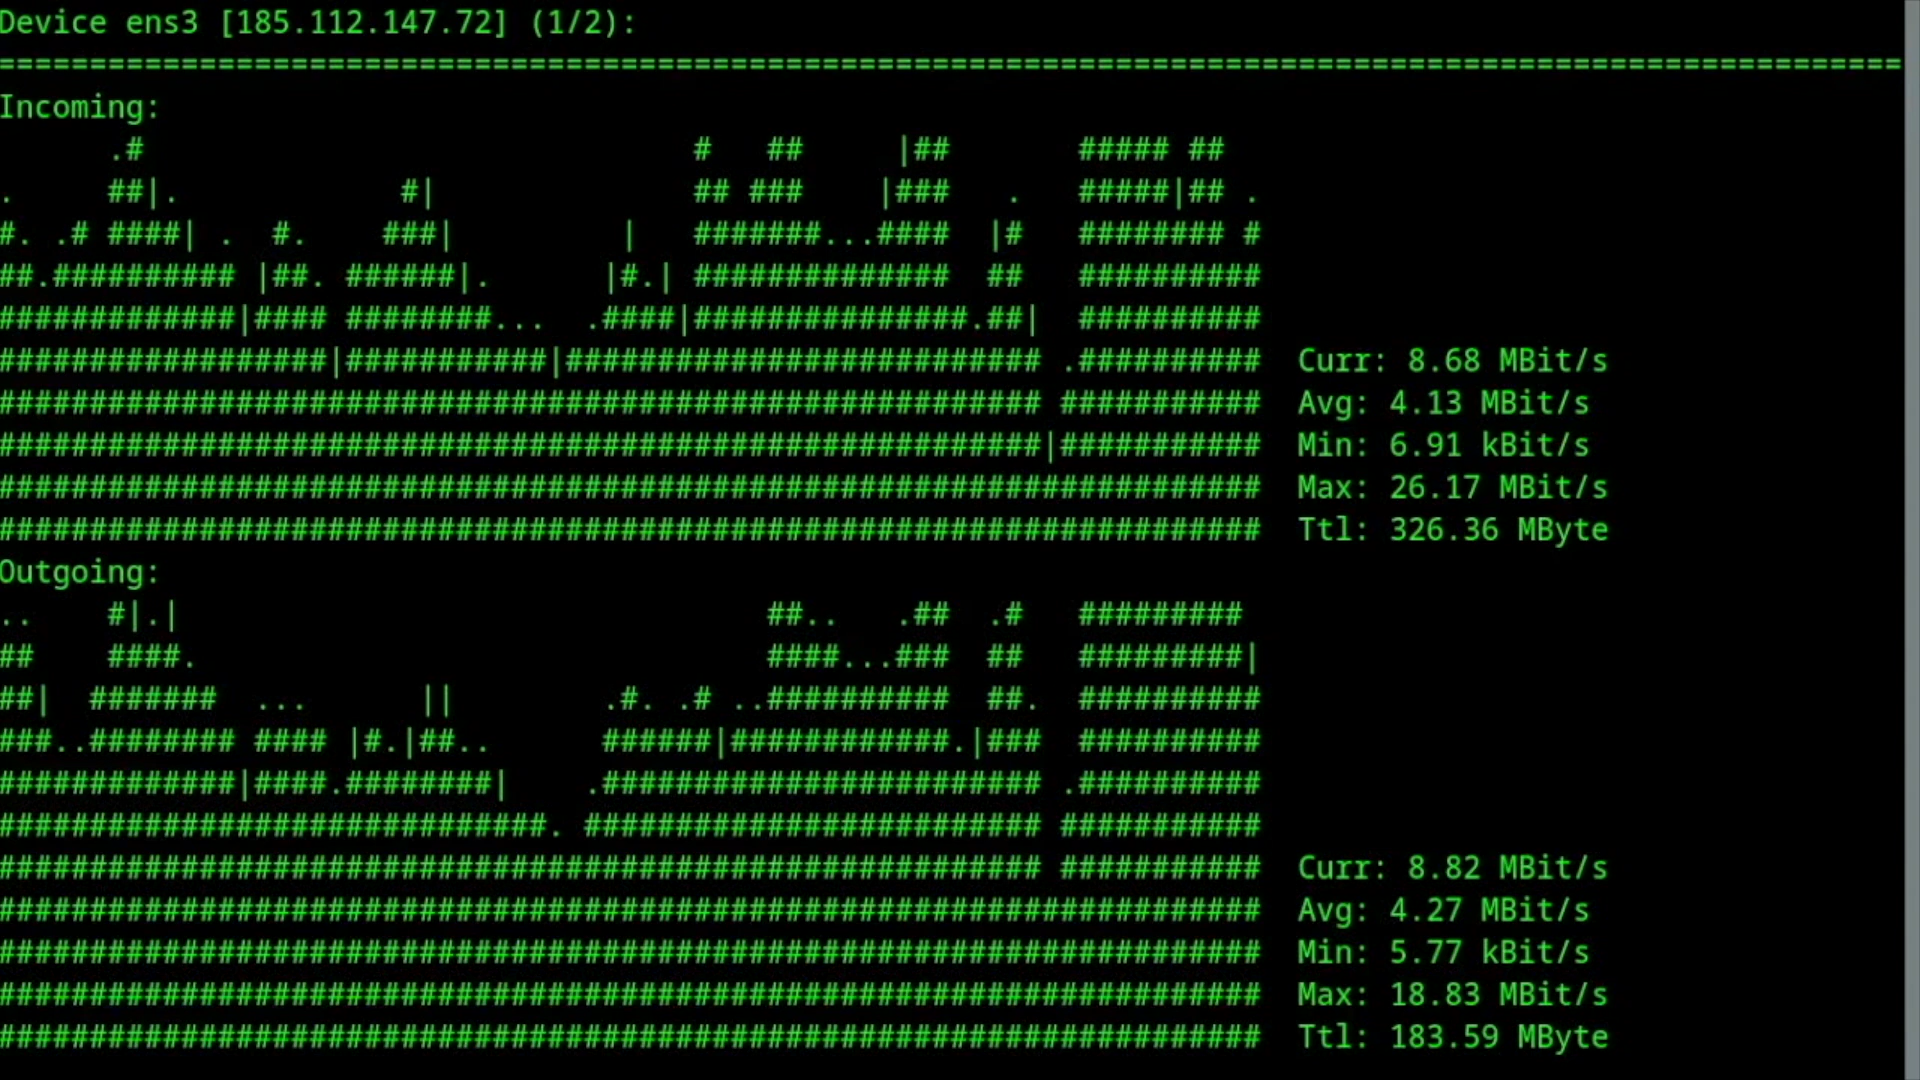 Device ens3 [185.112.147.72] (1/2):
Incoming:
Curr: 8.68 MBit/s
Avg: 4.13 MBit/s
Min: 6.91 kBit/s
Max: 26.17 MBit/s
Ttl: 326.36 MByte
Outgoing:
Curr: 8.82 MBit/s
Avg: 4.27 MBit/s
Min: 5.77 kBit/s
Max: 18.83 MBit/s
Ttl: 183.59 MByte